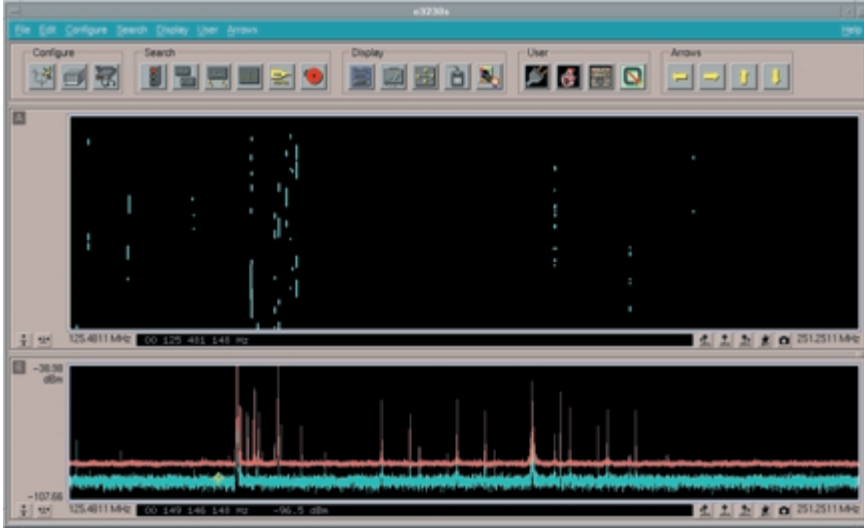 e3238s
File Edit Configure Search Display User Arrows Help
Configure Search Display User Arrows
A
125.4811 MHz 00 125 481 148 Hz 251.2511 MHz
B
-38.98
dBm
-107.66
125.4811 MHz 00 149 146 148 Hz -96.5 dBm 251.2511 MHz